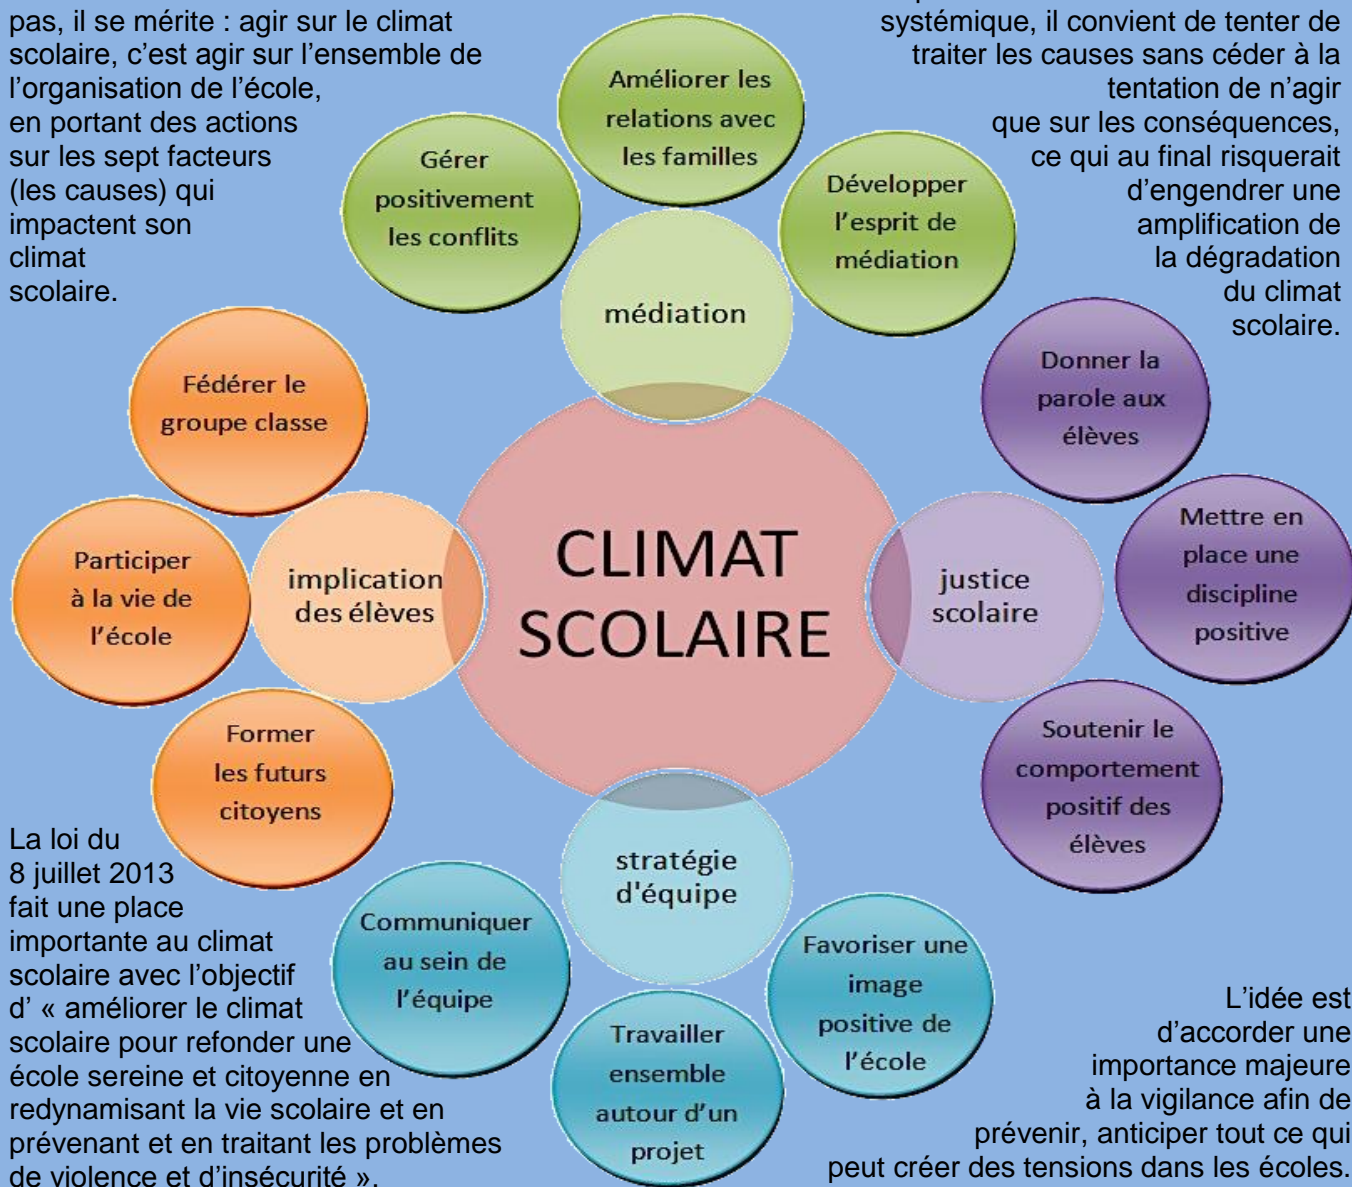 pas, il se mérite : agir sur le climat
scolaire, c’est agir sur l’ensemble de
l’organisation de l’école,
en portant des actions
sur les sept facteurs
(les causes) qui
impactent son
climat
scolaire.
systémique, il convient de tenter de
traiter les causes sans céder à la
tentation de n’agir
que sur les conséquences,
ce qui au final risquerait
d’engendrer une
amplification de
la dégradation
du climat
scolaire.
Améliorer les
relations avec
les familles
Gérer
positivement
les conflits
Développer
l’esprit de
médiation
médiation
Donner la
parole aux
élèves
Mettre en
place une
discipline
positive
Soutenir le
comportement
positif des
élèves
justice
scolaire
CLIMAT
SCOLAIRE
Fédérer le
groupe classe
Participer
à la vie de
l’école
Former
les futurs
citoyens
implication
des élèves
stratégie
d'équipe
Communiquer
au sein de
l’équipe
Travailler
ensemble
autour d’un
projet
Favoriser une
image
positive de
l’école
La loi du
8 juillet 2013
fait une place
importante au climat
scolaire avec l’objectif
d’ « améliorer le climat
scolaire pour refonder une
école sereine et citoyenne en
redynamisant la vie scolaire et en
prévenant et en traitant les problèmes
de violence et d’insécurité ».
L’idée est
d’accorder une
importance majeure
à la vigilance afin de
prévenir, anticiper tout ce qui
peut créer des tensions dans les écoles.